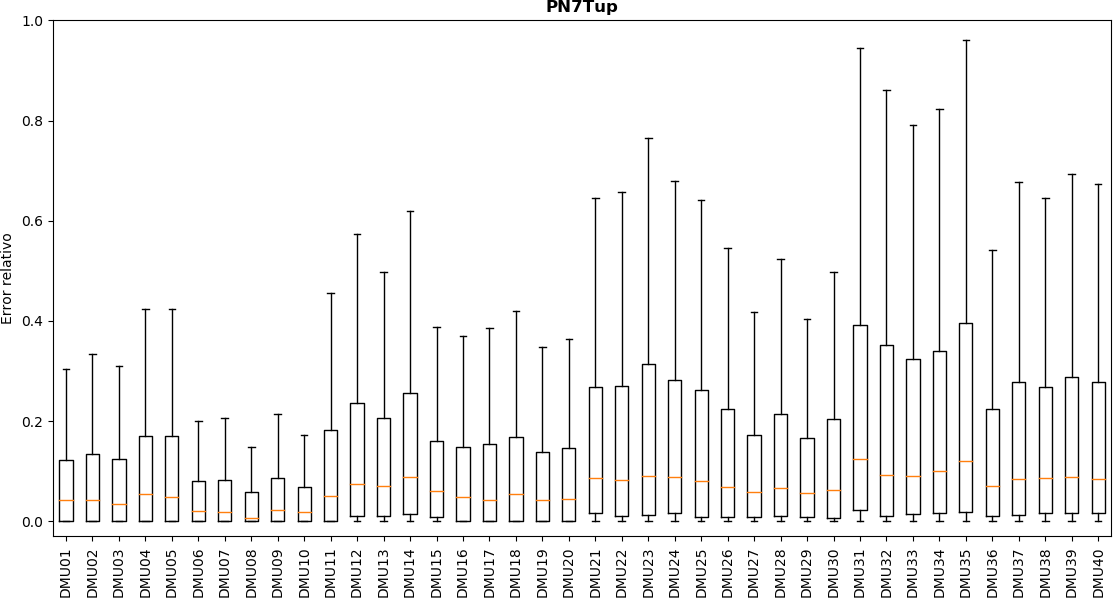 PN7Tup
1.0
0.8
0.6
0.4
0.2
0.0
Error relativo
DMU01
DMU02
DMU03
DMU04
DMU05
DMU06
DMU07
DMU08
DMU09
DMU10
DMU11
DMU12
DMU13
DMU14
DMU15
DMU16
DMU17
DMU18
DMU19
DMU20
DMU21
DMU22
DMU23
DMU24
DMU25
DMU26
DMU27
DMU28
DMU29
DMU30
DMU31
DMU32
DMU33
DMU34
DMU35
DMU36
DMU37
DMU38
DMU39
DMU40